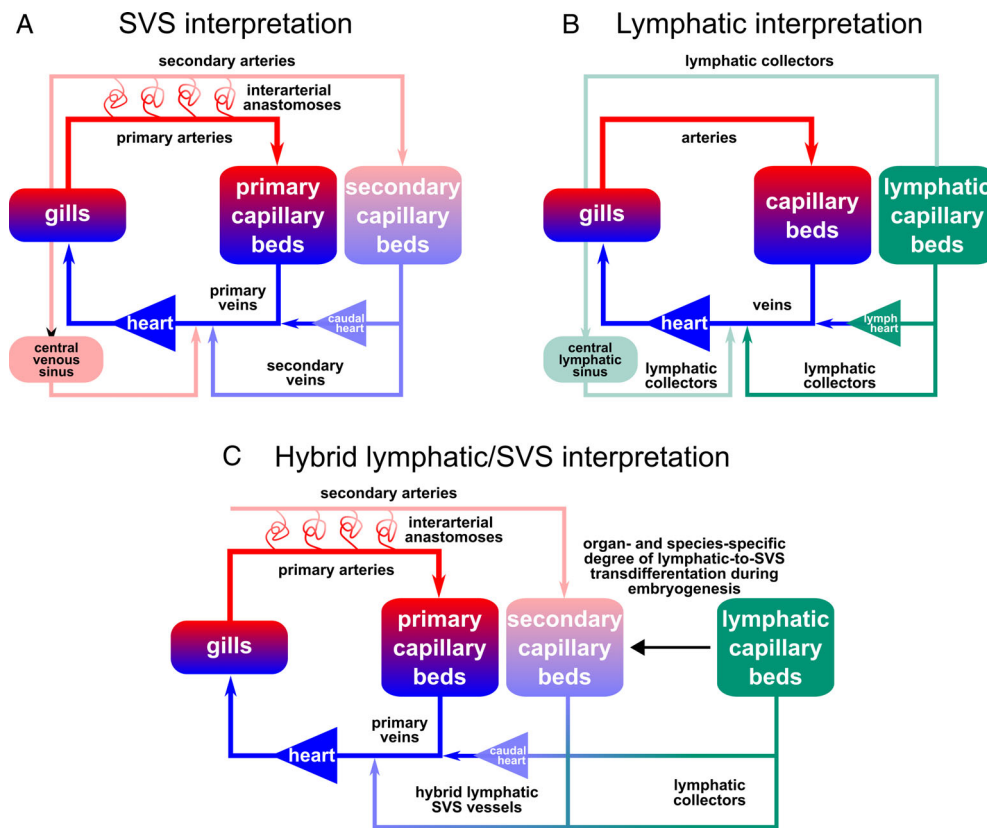 A
SVS interpretation
secondary arteries
interarterial
anastomoses
primary arteries
gills
primary
capillary
beds
secondary
capillary
beds
primary
veins
heart
caudal
heart
central
venous
sinus
secondary
veins
B
Lymphatic interpretation
lymphatic collectors
arteries
gills
capillary
beds
lymphatic
capillary
beds
veins
heart
lymph
heart
central
lymphatic
sinus
lymphatic
collectors
lymphatic
collectors
C
Hybrid lymphatic/SVS interpretation
secondary arteries
interarterial
anastomoses
primary arteries
organ- and species-specific
degree of lymphatic-to-SVS
transdifferentation during
embryogenesis
gills
primary
capillary
beds
secondary
capillary
beds
lymphatic
capillary
beds
primary
veins
heart
caudal
heart
hybrid lymphatic
SVS vessels
lymphatic
collectors